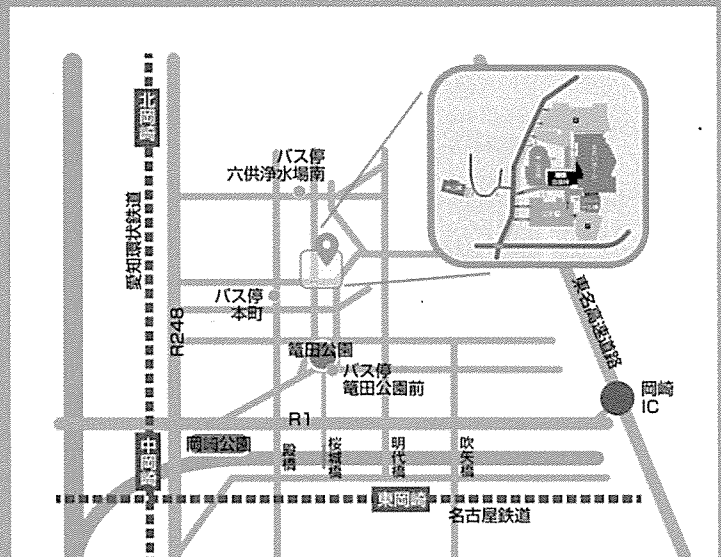 北岡崎
愛知環状鉄道
R248
バス停
六供浄水場南
バス停
本町
籠田公園
バス停
籠田公園前
R1
岡崎公園
殿橋
桜城橋
明代橋
吹矢橋
中岡崎
東岡崎
名古屋鉄道
東名高速道路
岡崎
IC